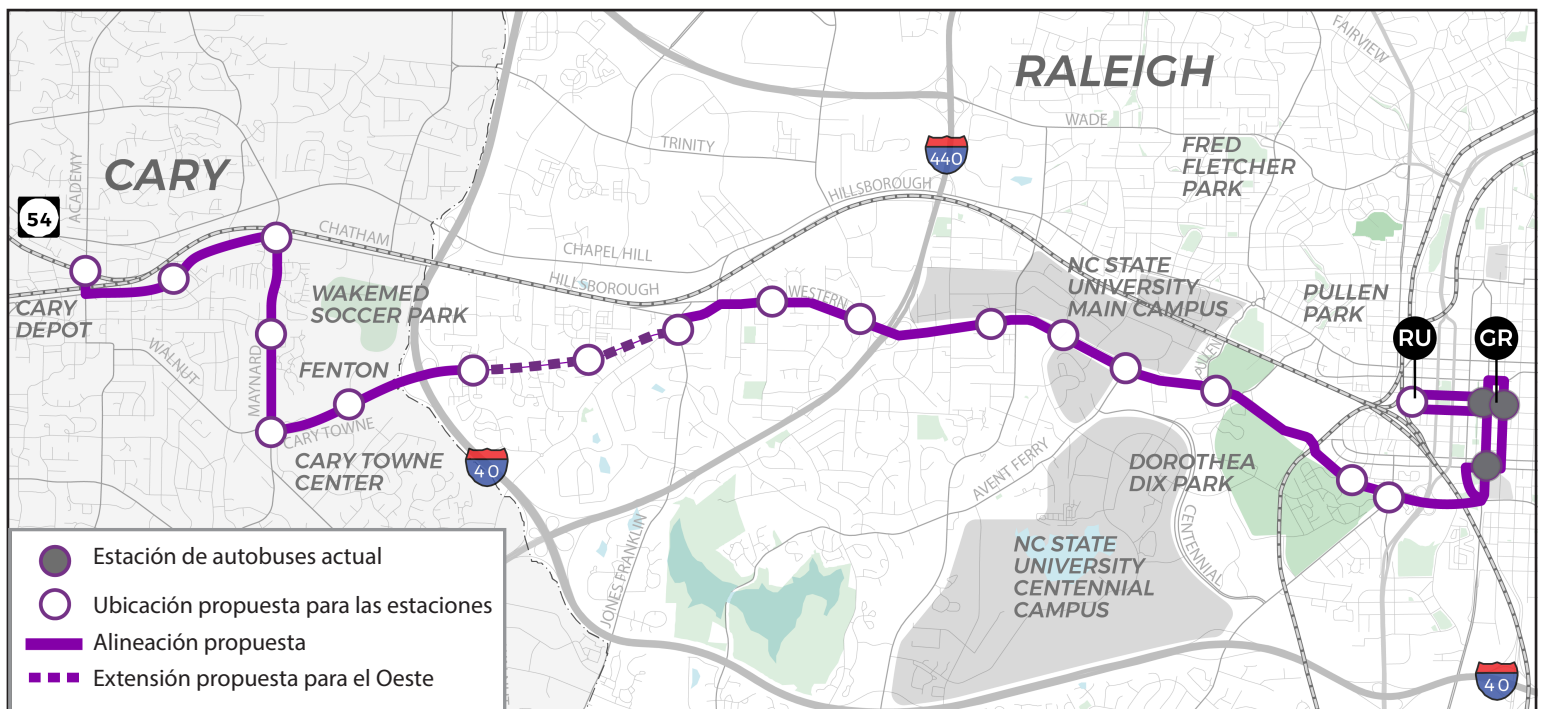 RALEIGH
FAIRVIEW
WADE
TRINITY
440
FRED
FLETCHER
PARK
CARY
ACADEMY
54
HILLSBOROUGH
CHATHAM
CHAPEL HILL
HILLSBOROUGH
NC STATE
UNIVERSITY
MAIN CAMPUS
PULLEN
PARK
WAKEMED
SOCCER PARK
WESTERN
CARY
DEPOT
WALNUT
MAYNARD
FENTON
PULLEN
RU
GR
CARY TOWNE
CARY TOWNE
CENTER
40
AVENT FERRY
DOROTHEA
DIX PARK
CENTENNIAL
JONES FRANKLIN
NC STATE
UNIVERSITY
CENTENNIAL
CAMPUS
40
Estación de autobuses actual
Ubicación propuesta para las estaciones
Alineación propuesta
Extensión propuesta para el Oeste